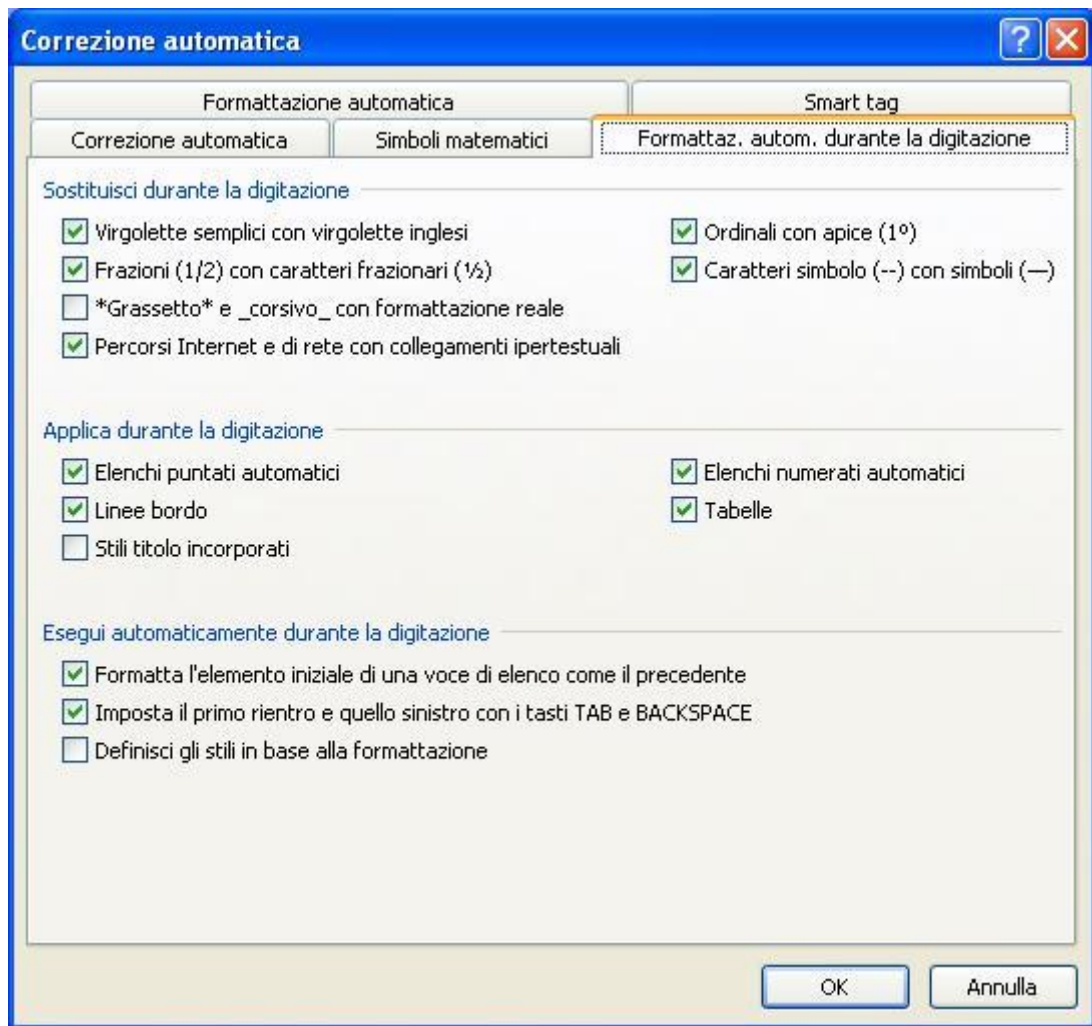 Correzione automatica
Formattazione automatica Smart tag
Correzione automatica Simboli matematici Formattaz. autom. durante la digitazione
Sostituisci durante la digitazione
Virgolette semplici con virgolette inglesi Ordinali con apice (1º)
Frazioni (1/2) con caratteri frazionari (½) Caratteri simbolo (--) con simboli (—)
*Grassetto* e _corsivo_ con formattazione reale
Percorsi Internet e di rete con collegamenti ipertestuali
Applica durante la digitazione
Elenchi puntati automatici Elenchi numerati automatici
Linee bordo Tabelle
Stili titolo incorporati
Esegui automaticamente durante la digitazione
Formatta l'elemento iniziale di una voce di elenco come il precedente
Imposta il primo rientro e quello sinistro con i tasti TAB e BACKSPACE
Definisci gli stili in base alla formattazione
OK Annulla